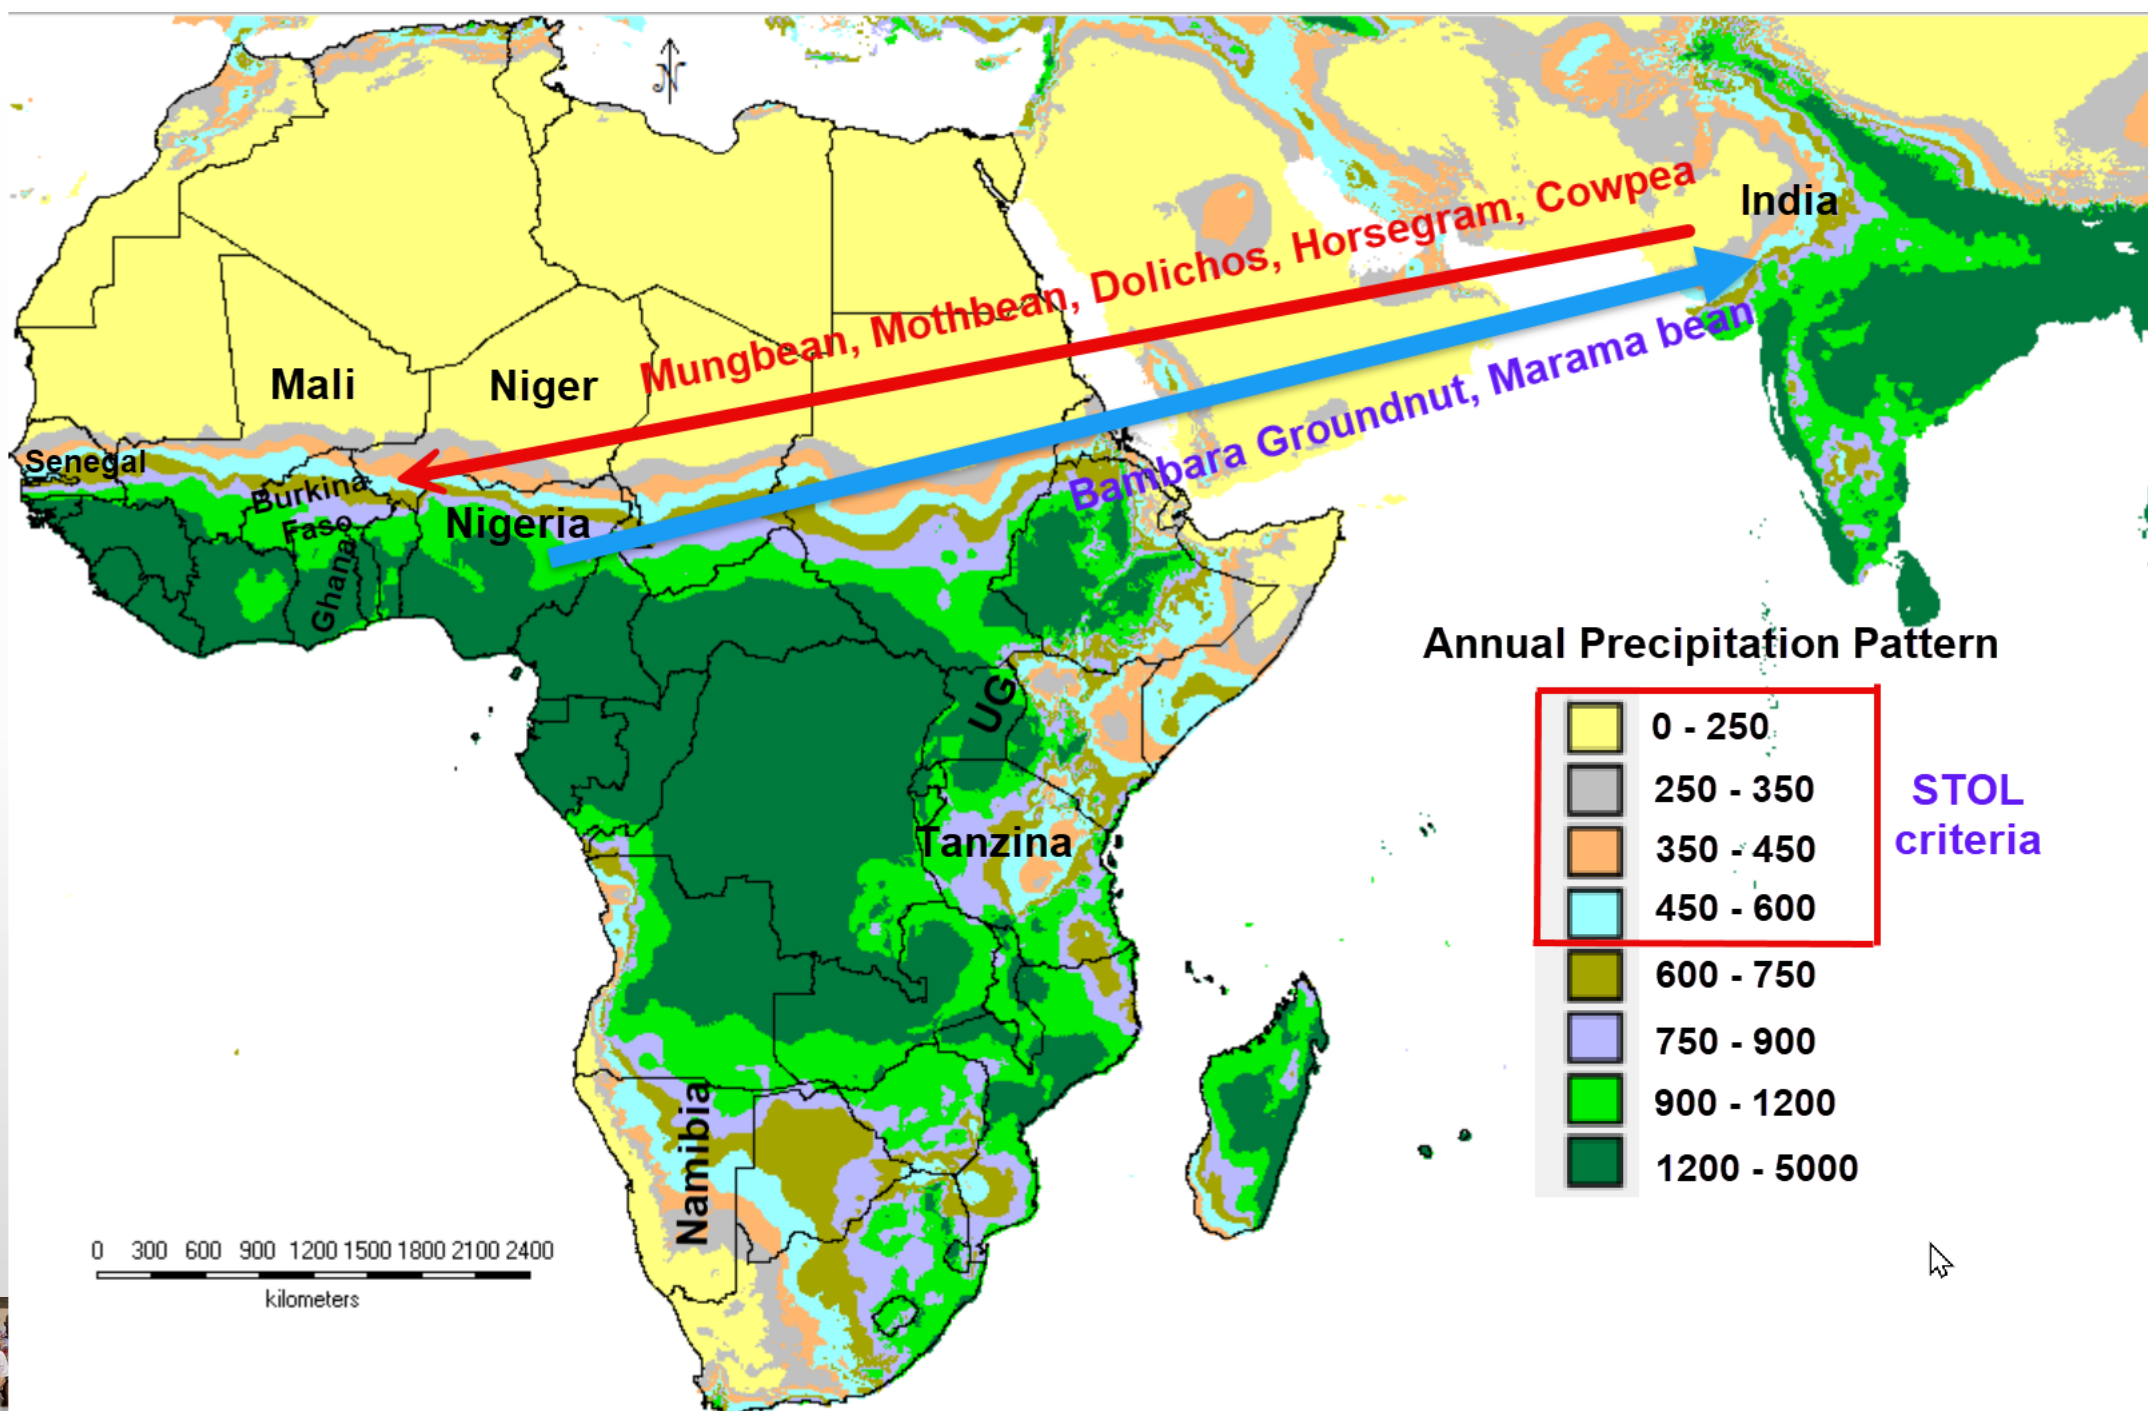 N
India
Mungbean, Mothbean, Dolichos, Horsegram, Cowpea
Bambara Groundnut, Marama bean
Mali
Niger
Senegal
Burkina
Faso
Nigeria
Ghana
UG
Tanzina
Namibia
Annual Precipitation Pattern
0 - 250
250 - 350
350 - 450
450 - 600
600 - 750
750 - 900
900 - 1200
1200 - 5000
STOL
criteria
0 300 600 900 1200 1500 1800 2100 2400
kilometers